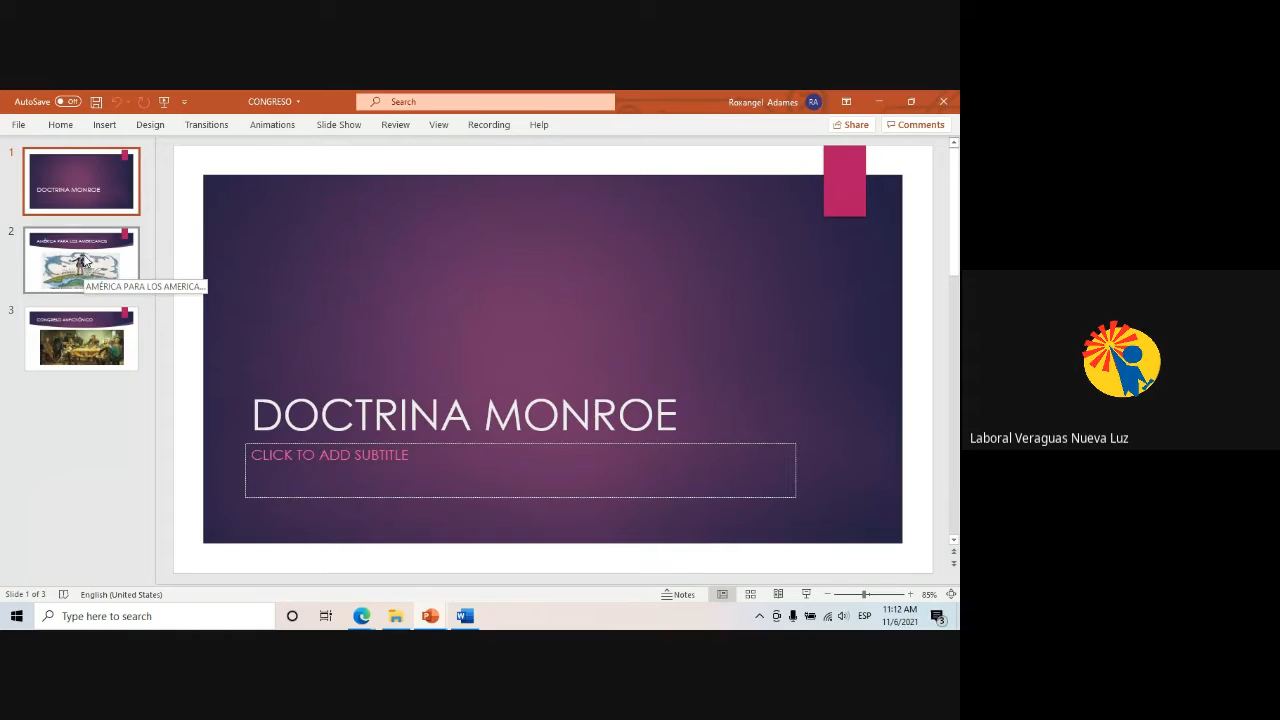 AutoSave Off
CONGRESO
Search
Roxangel Adames RA
File Home Insert Design Transitions Animations Slide Show Review View Recording Help
Share Comments
1
DOCTRINA MONROE
2
AMÉRICA PARA LOS AMERICANOS
AMÉRICA PARA LOS AMERICA...
3
CONGRESO ANFICTIÓNICO
DOCTRINA MONROE
CLICK TO ADD SUBTITLE
Laboral Veraguas Nueva Luz
Slide 1 of 3 English (United States) Notes 85%
Type here to search
ESP
11:12 AM
11/6/2021
3